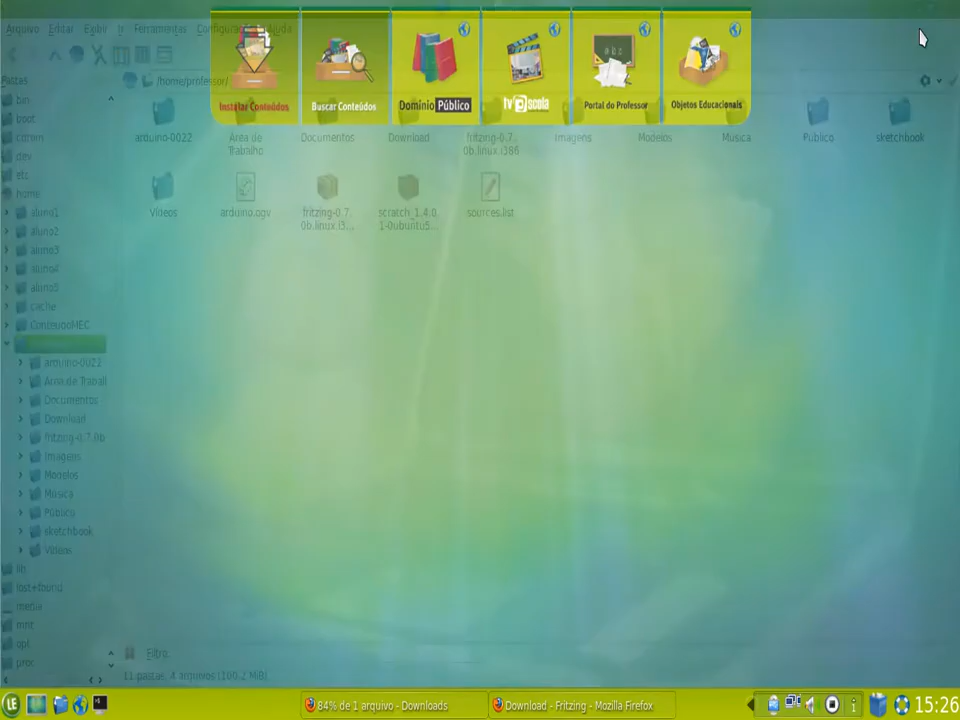 Arquivo Editar Exibir Ir Ferramentas Ajuda
Instalar Conteúdos
Buscar Conteúdos
Domínio Público
tv Escola
Portal do Professor
Objetos Educacionais
Pastas
/home/professor/
bin
boot
dev
etc
home
aluno1
aluno2
aluno3
aluno4
aluno5
cache
ConteudoMEC
arduino-0022
Área de Trabal
Documentos
Download
fritzing-0.7.0b
Imagens
Modelos
Música
Público
sketchbook
Vídeos
lib
lost+found
media
mnt
opt
proc
arduino-0022
Área de
Trabalho
Documentos
Download
fritzing-0.7.
0b.linux.i386
Imagens
Modelos
Música
Público
sketchbook
Vídeos
arduino.ogv
fritzing-0.7.
0b.linux.i3...
scratch_1.4.0.
1-0ubuntu5...
sources.list
Filtro:
11 pastas, 4 arquivos (100,2 MiB)
LE
84% de 1 arquivo - Downloads
Download - Fritzing - Mozilla Firefox
15:26